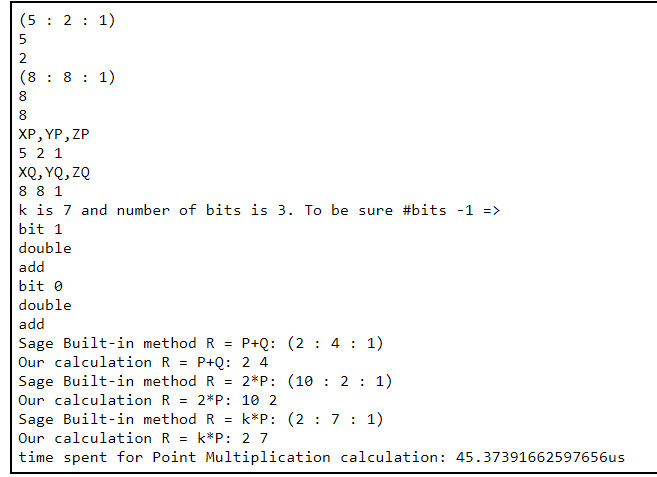 (5 : 2 : 1)
5
2
(8 : 8 : 1)
8
8
XP,YP,ZP
5 2 1
XQ,YQ,ZQ
8 8 1
k is 7 and number of bits is 3. To be sure #bits -1 =>
bit 1
double
add
bit 0
double
add
Sage Built-in method R = P+Q: (2 : 4 : 1)
Our calculation R = P+Q: 2 4
Sage Built-in method R = 2*P: (10 : 2 : 1)
Our calculation R = 2*P: 10 2
Sage Built-in method R = k*P: (2 : 7 : 1)
Our calculation R = k*P: 2 7
time spent for Point Multiplication calculation: 45.37391662597656us